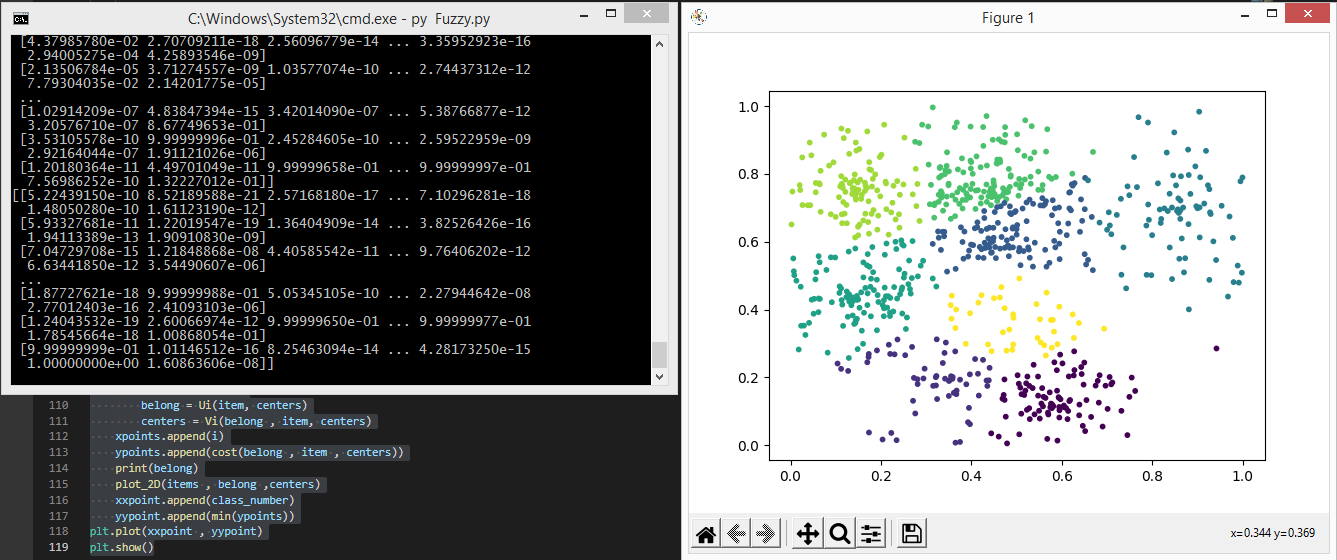 C:\Windows\System32\cmd.exe - py Fuzzy.py
[4.37985780e-02 2.70709211e-18 2.56096779e-14 ... 3.35952923e-16
2.94005275e-04 4.25893546e-09]
[2.13506784e-05 3.71274557e-09 1.03577074e-10 ... 2.74437312e-12
7.79304035e-02 2.14201775e-05]
...
[1.02914209e-07 4.83847394e-15 3.42014090e-07 ... 5.38766877e-12
3.20576710e-07 8.67749653e-01]
[3.53105578e-10 9.99999996e-01 2.45284605e-10 ... 2.59522959e-09
2.92164044e-07 1.91121026e-06]
[1.20180364e-11 4.49701049e-11 9.99999658e-01 ... 9.99999997e-01
7.56986252e-10 1.32227012e-01]]
[[5.22439150e-10 8.52189588e-11 2.57168180e-17 ... 7.10296281e-18
1.48050280e-10 1.61123190e-12]
[5.93327681e-11 1.22019547e-19 1.36404909e-14 ... 3.82526426e-16
1.94113389e-13 1.90910830e-09]
[7.04729708e-15 1.21848868e-08 4.40585542e-11 ... 9.76406202e-12
6.63441850e-12 3.54490607e-06]
...
[1.87727621e-18 9.99999988e-01 5.05345105e-10 ... 2.27944642e-08
2.77012403e-16 2.41093103e-06]
[1.24043532e-19 2.60066974e-12 9.99999650e-01 ... 9.99999977e-01
1.78545664e-18 1.00868054e-01]
[9.99999999e-01 1.01146512e-16 8.25463094e-14 ... 4.28173250e-15
1.00000000e+00 1.60863606e-08]]
110 belong = Ui(item, centers)
111 centers = Vi(belong , item, centers)
112 xpoints.append(i)
113 ypoints.append(cost(belong , item , centers))
114 print(belong)
115 plot_2D(items , belong ,centers)
116 xxpoint.append(class_number)
117 yypoint.append(min(ypoints))
118 plt.plot(xxpoint , yypoint)
119 plt.show()
Figure 1
1.0
0.8
0.6
0.4
0.2
0.0
0.0 0.2 0.4 0.6 0.8 1.0
x=0.344 y=0.369